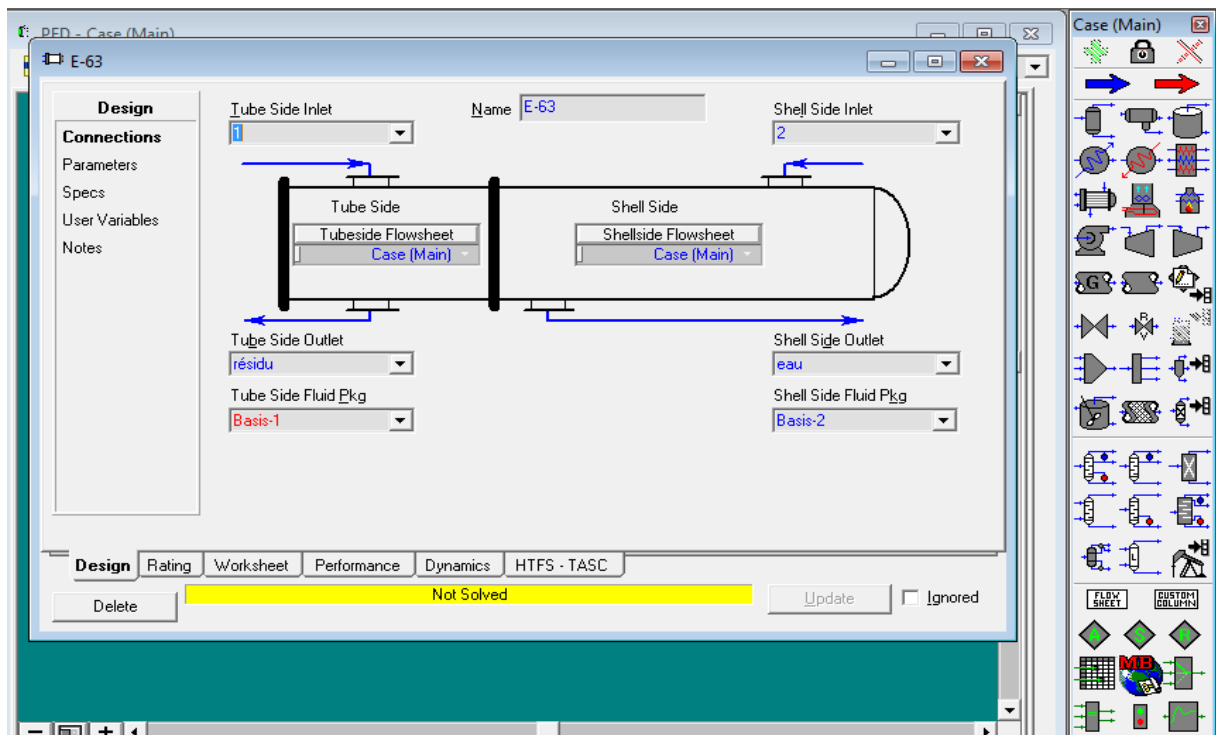 PFD - Case (Main)
E-63
Design
Connections
Parameters
Specs
User Variables
Notes
Tube Side Inlet
1
Name E-63
Shell Side Inlet
2
Tube Side
Tubeside Flowsheet
Case (Main)
Shell Side
Shellside Flowsheet
Case (Main)
Tube Side Outlet
résidu
Shell Side Outlet
eau
Tube Side Fluid Pkg
Basis-1
Shell Side Fluid Pkg
Basis-2
Design Rating Worksheet Performance Dynamics HTFS - TASC
Delete
Not Solved
Update
Ignored
Case (Main)
G
R
V
FLOW SHEET
CUSTOM COLUMN
A S R
MB